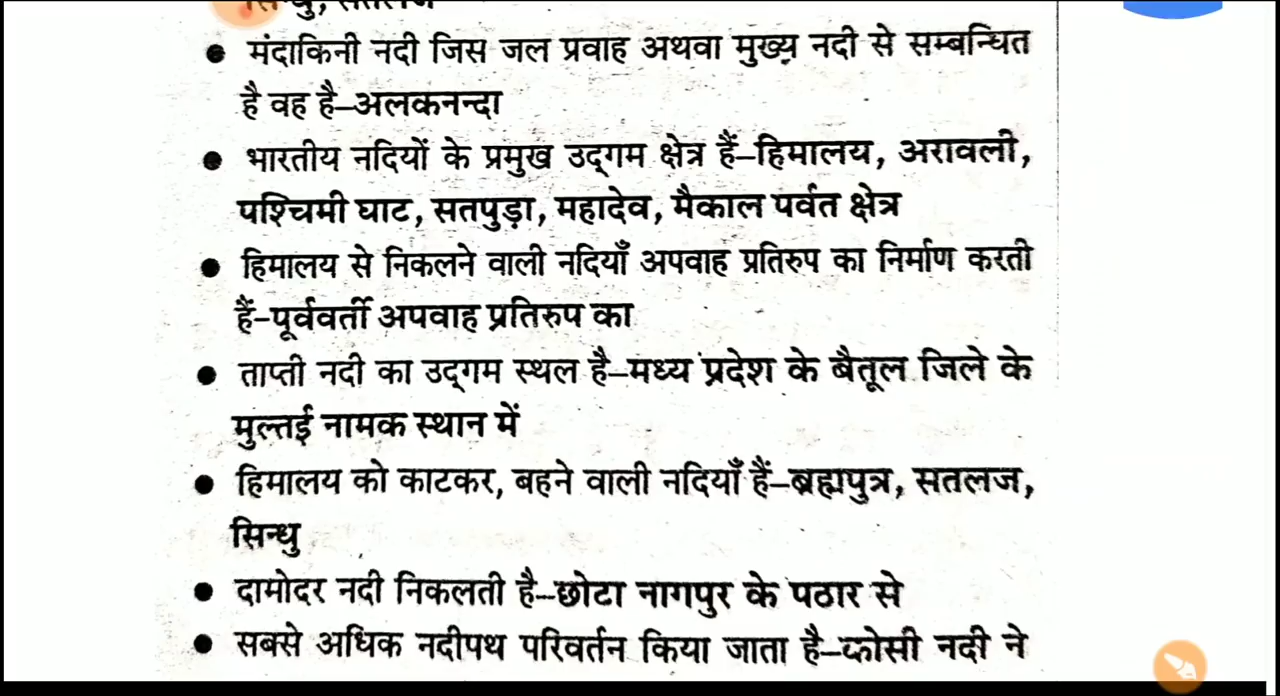 सिन्धु, सतलज
● मंदाकिनी नदी जिस जल प्रवाह अथवा मुख्य नदी से सम्बन्धित
है वह है–अलकनन्दा
● भारतीय नदियों के प्रमुख उद्‌गम क्षेत्र हैं–हिमालय, अरावली,
पश्चिमी घाट, सतपुड़ा, महादेव, मैकाल पर्वत क्षेत्र
● हिमालय से निकलने वाली नदियाँ अपवाह प्रतिरुप का निर्माण करती
हैं–पूर्ववर्ती अपवाह प्रतिरुप का
● ताप्ती नदी का उद्‌गम स्थल है–मध्य प्रदेश के बैतूल जिले के
मुल्तई नामक स्थान में
● हिमालय को काटकर, बहने वाली नदियाँ हैं–ब्रह्मपुत्र, सतलज,
सिन्धु
● दामोदर नदी निकलती है–छोटा नागपुर के पठार से
● सबसे अधिक नदीपथ परिवर्तन किया जाता है–कोसी नदी ने